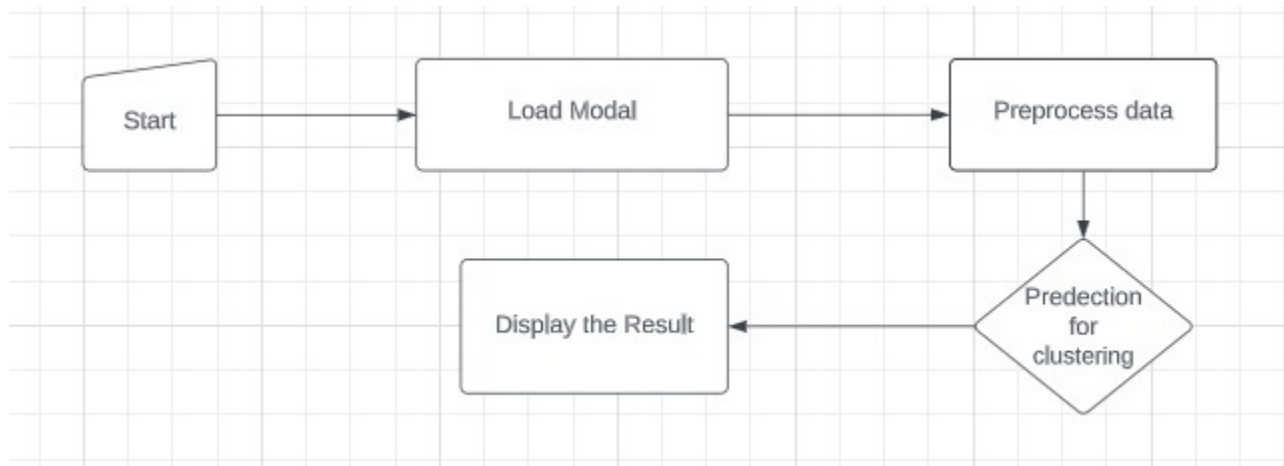 Start
Load Modal
Preprocess data
Predection
for
clustering
Display the Result